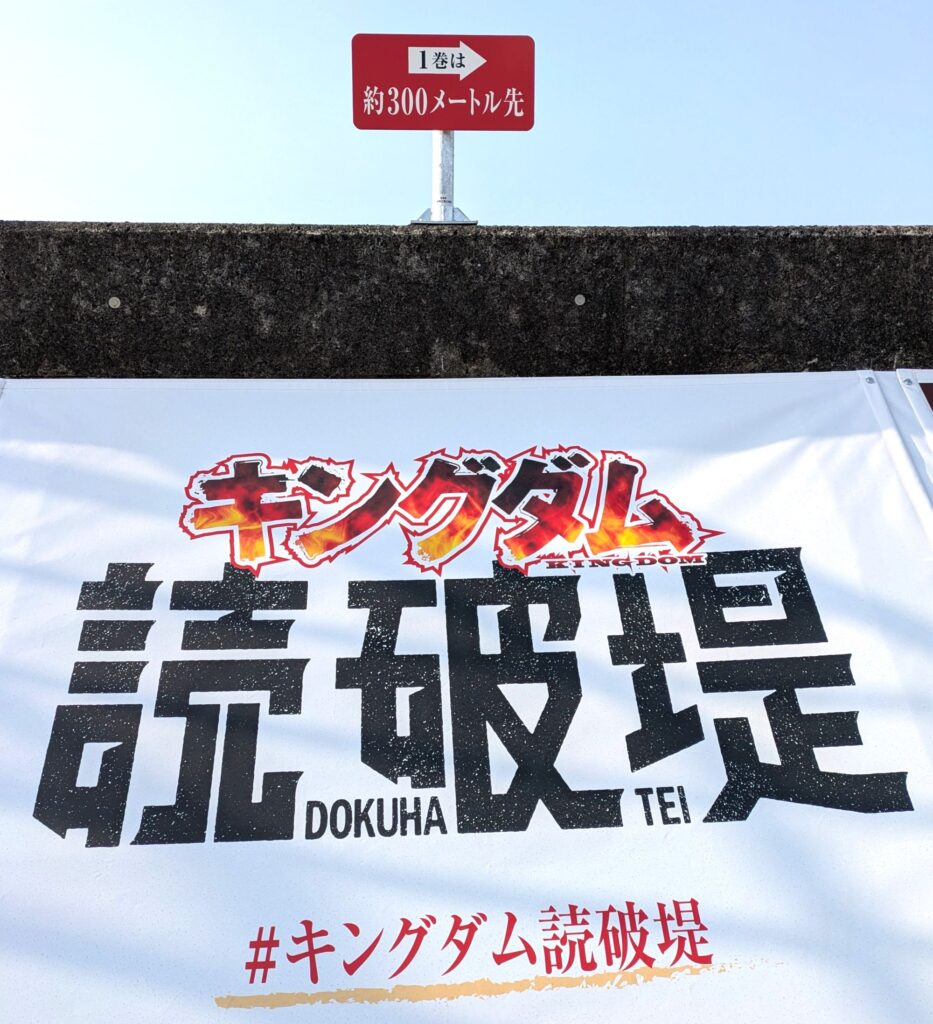 1巻は
約300メートル先
キングダム
KINGDOM
読破堤
DOKUHA TEI
#キングダム読破堤